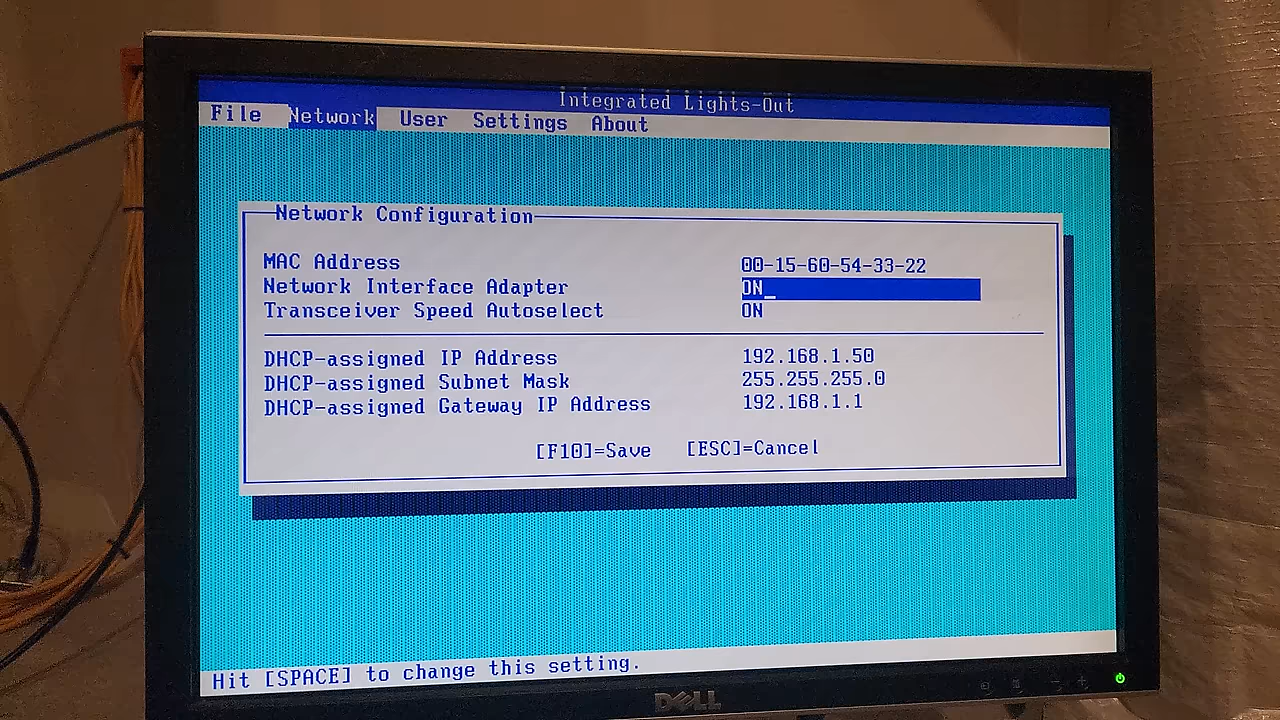 Integrated Lights-Out
File Network User Settings About
Network Configuration
MAC Address 00-15-60-54-33-22
Network Interface Adapter ON_
Transceiver Speed Autoselect ON
DHCP-assigned IP Address 192.168.1.50
DHCP-assigned Subnet Mask 255.255.255.0
DHCP-assigned Gateway IP Address 192.168.1.1
[F10]=Save [ESC]=Cancel
Hit [SPACE] to change this setting.
DELL